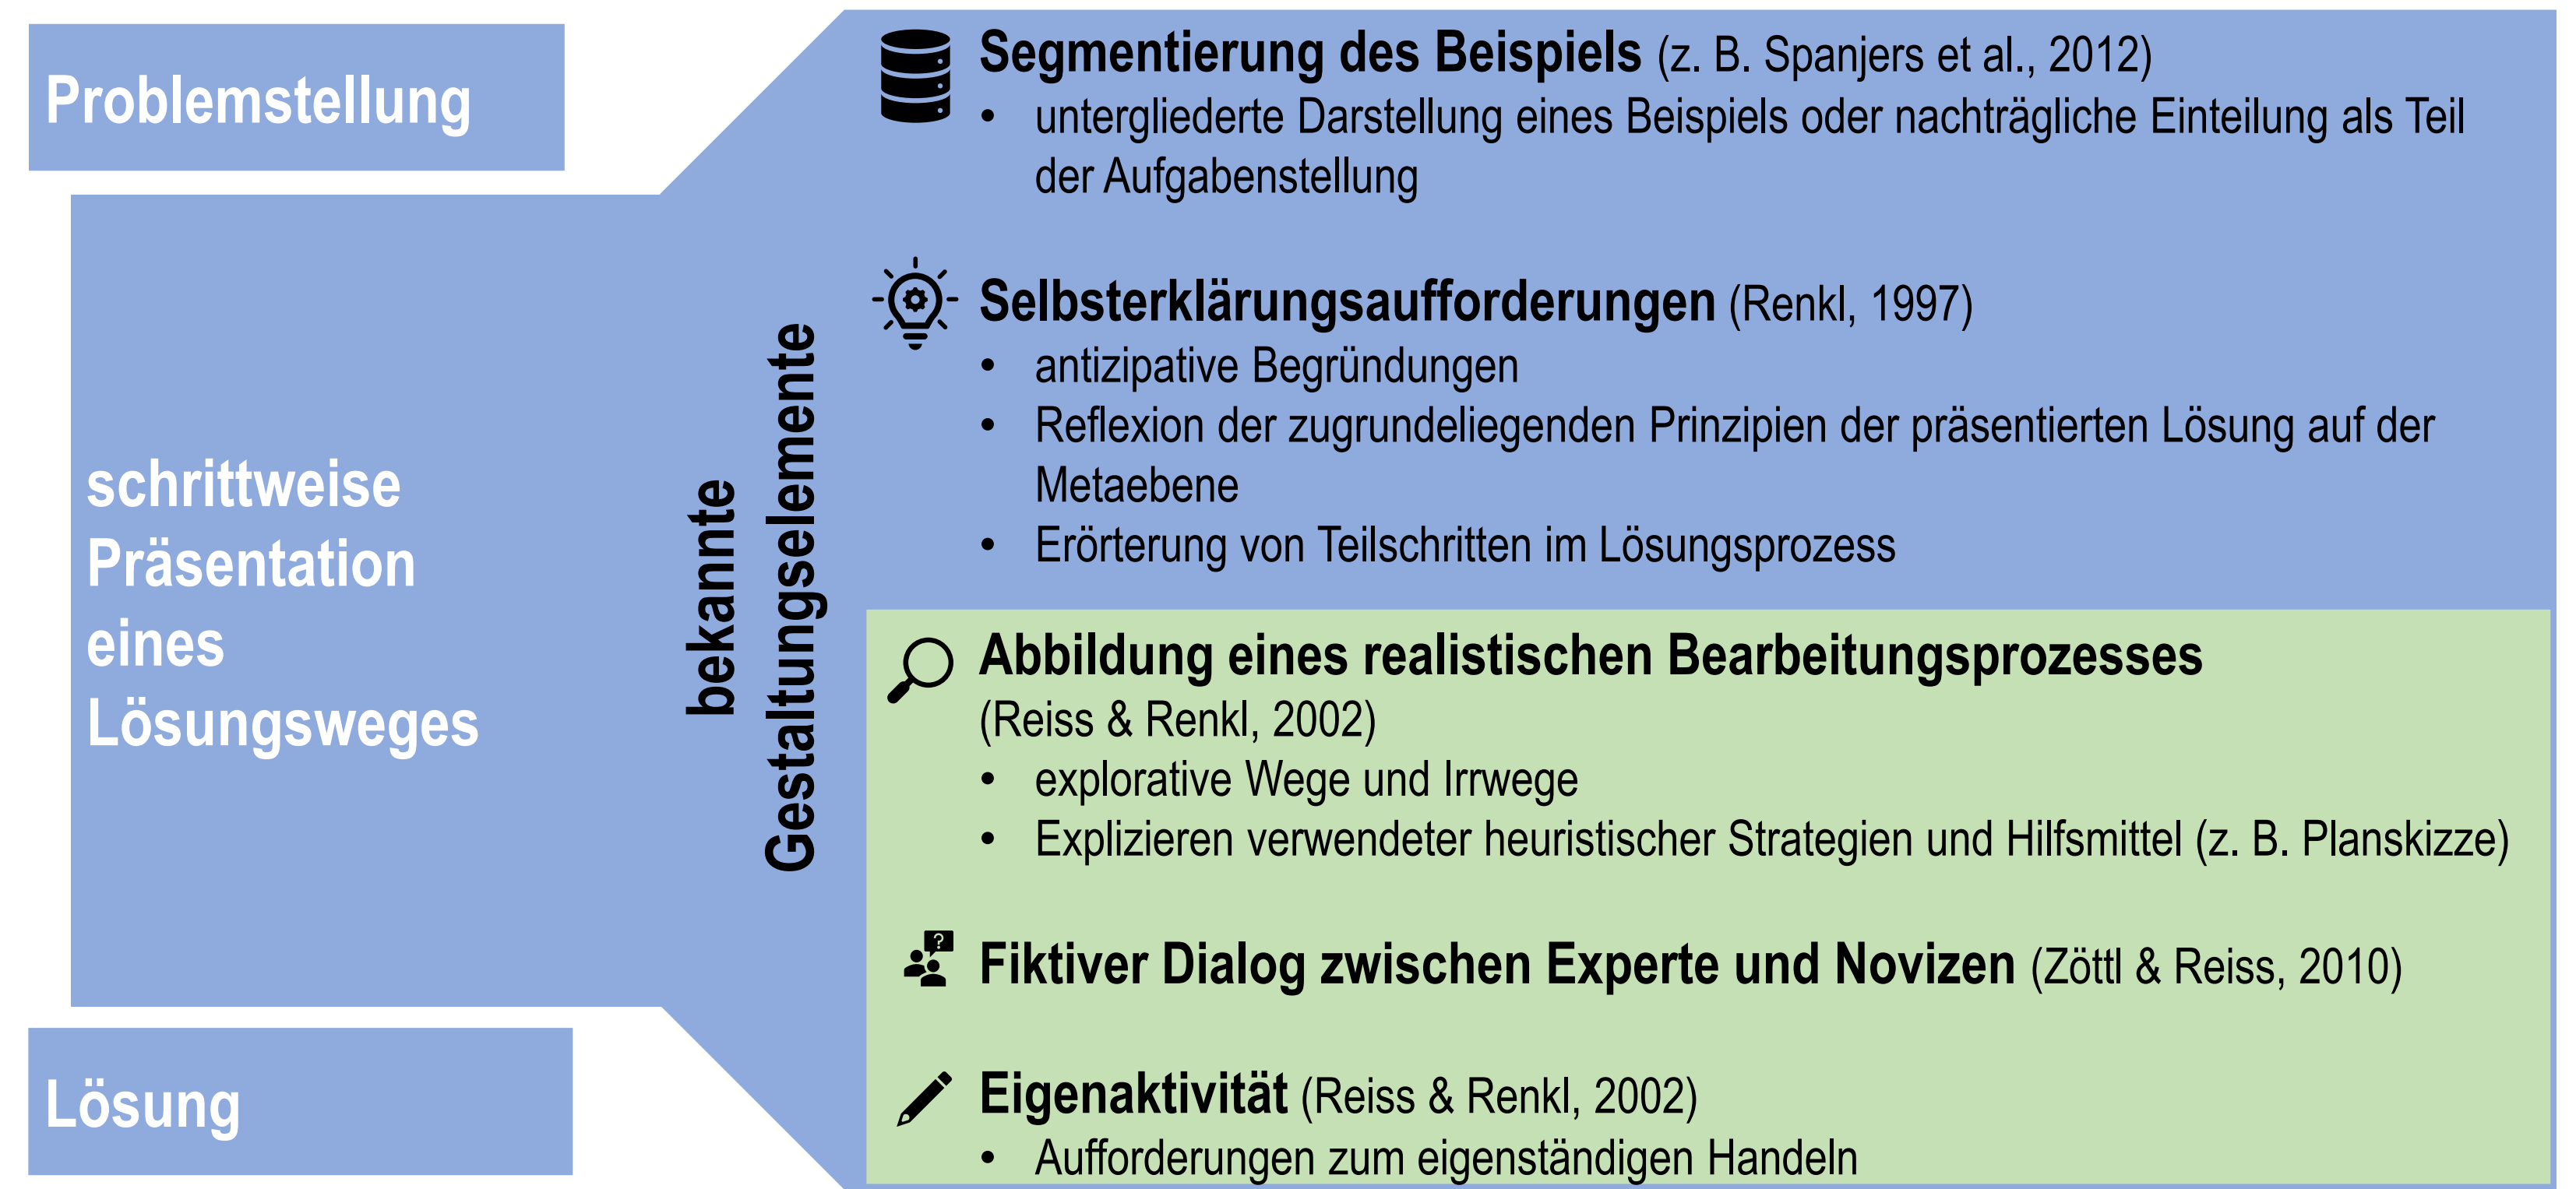 Problemstellung
schrittweise
Präsentation
eines
Lösungsweges
Lösung
bekannte
Gestaltungselemente
Segmentierung des Beispiels (z. B. Spanjers et al., 2012)
• untergliederte Darstellung eines Beispiels oder nachträgliche Einteilung als Teil
der Aufgabenstellung
Selbsterklärungsaufforderungen (Renkl, 1997)
• antizipative Begründungen
• Reflexion der zugrundeliegenden Prinzipien der präsentierten Lösung auf der
Metaebene
• Erörterung von Teilschritten im Lösungsprozess
Abbildung eines realistischen Bearbeitungsprozesses
(Reiss & Renkl, 2002)
• explorative Wege und Irrwege
• Explizieren verwendeter heuristischer Strategien und Hilfsmittel (z. B. Planskizze)
?
Fiktiver Dialog zwischen Experte und Novizen (Zöttl & Reiss, 2010)
Eigenaktivität (Reiss & Renkl, 2002)
• Aufforderungen zum eigenständigen Handeln